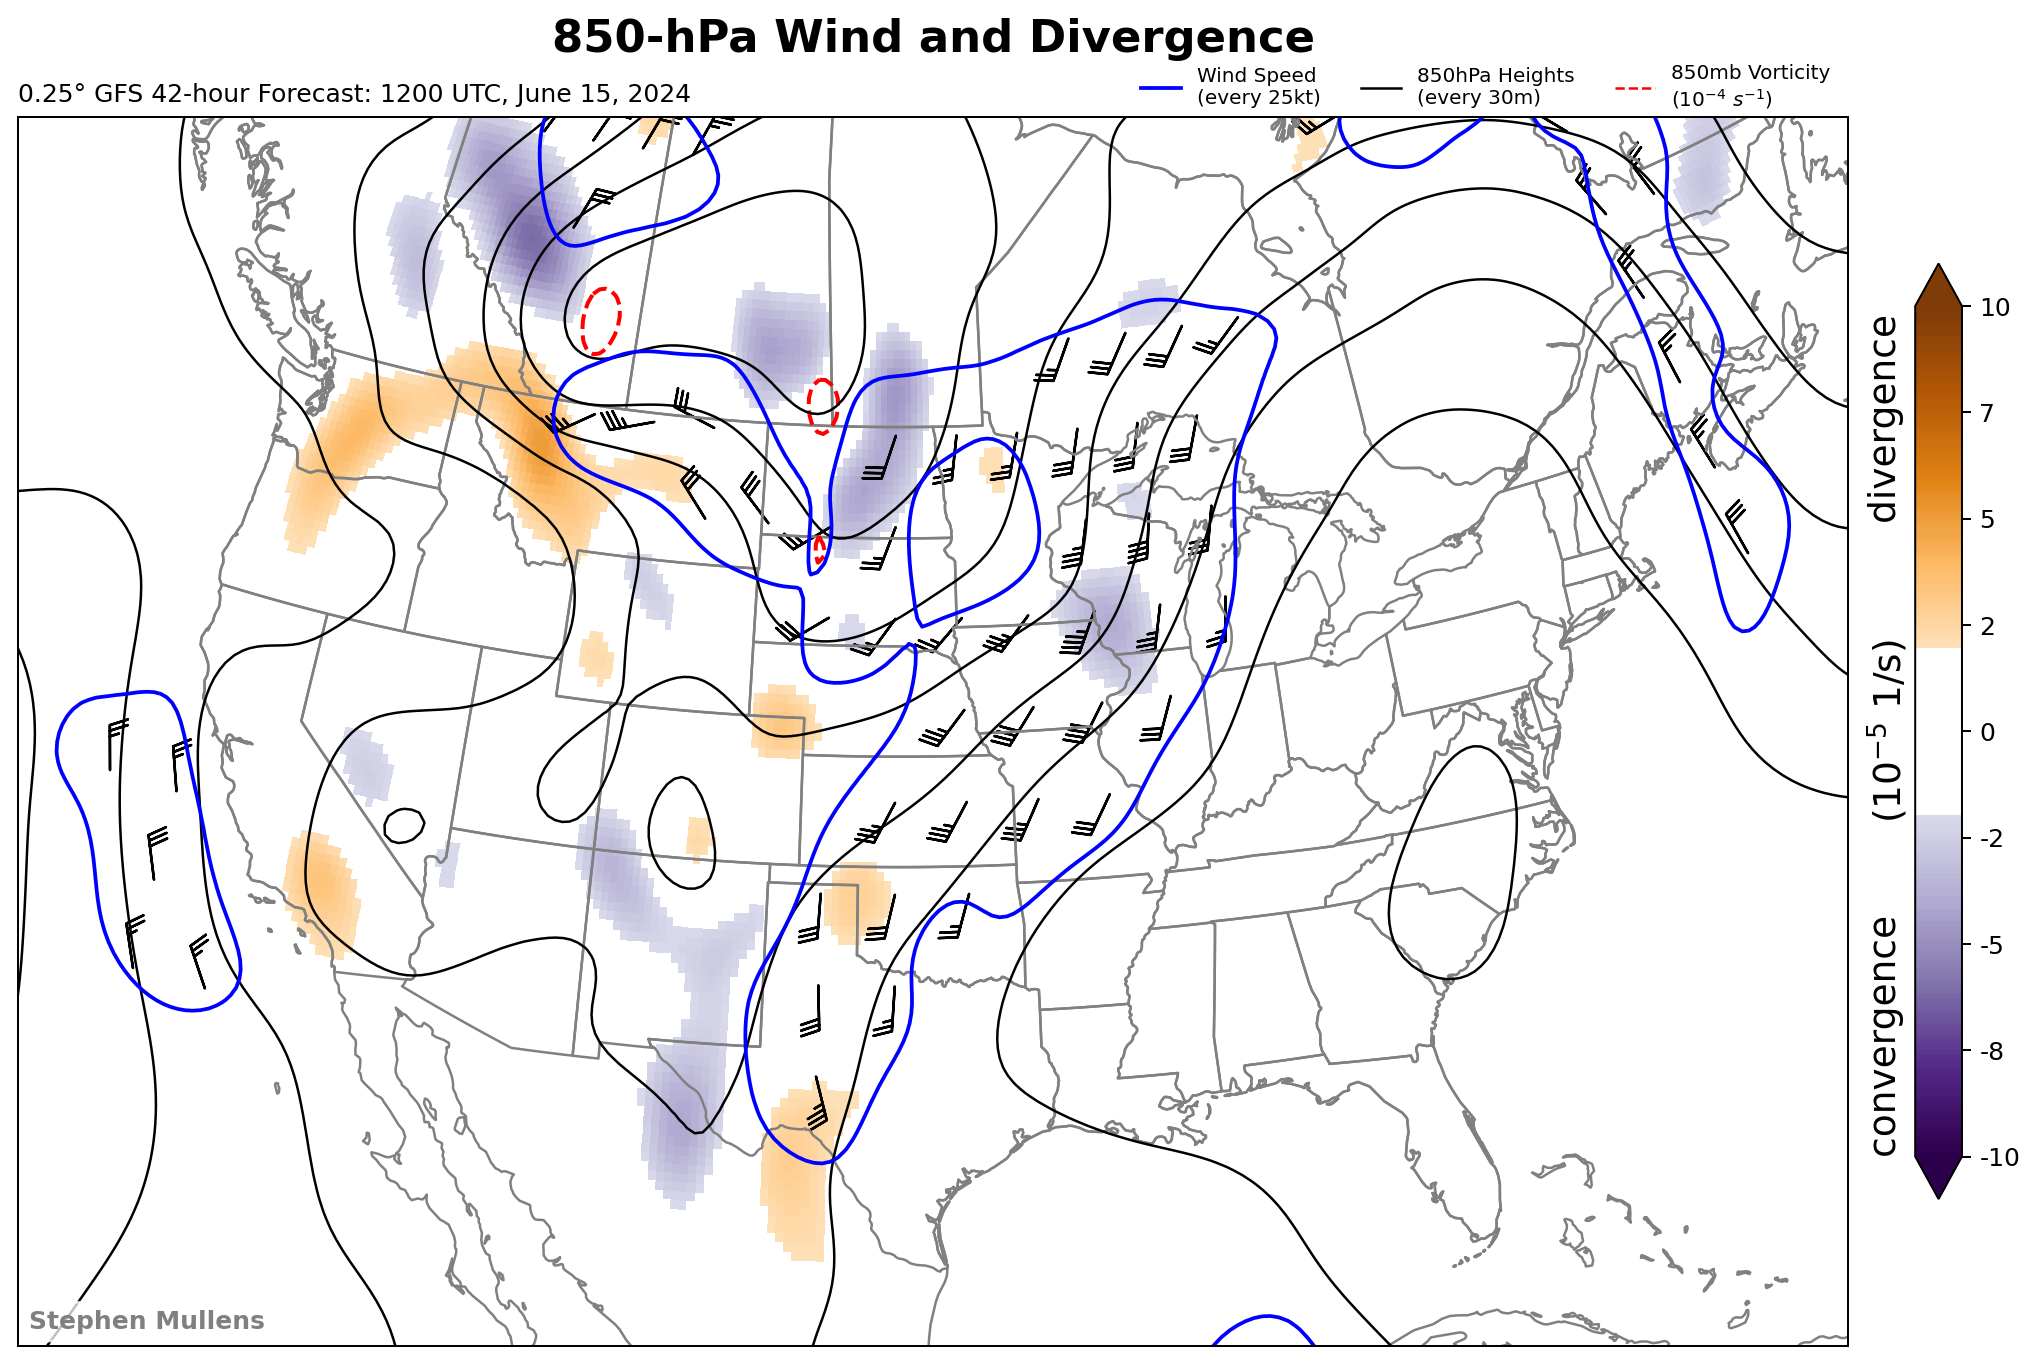 850-hPa Wind and Divergence
0.25° GFS 42-hour Forecast: 1200 UTC, June 15, 2024
Wind Speed
(every 25kt)
850hPa Heights
(every 30m)
850mb Vorticity
(10⁻⁴ s⁻¹)
10
7
5
2
0
-2
-5
-8
-10
divergence
(10⁻⁵ 1/s)
convergence
Stephen Mullens